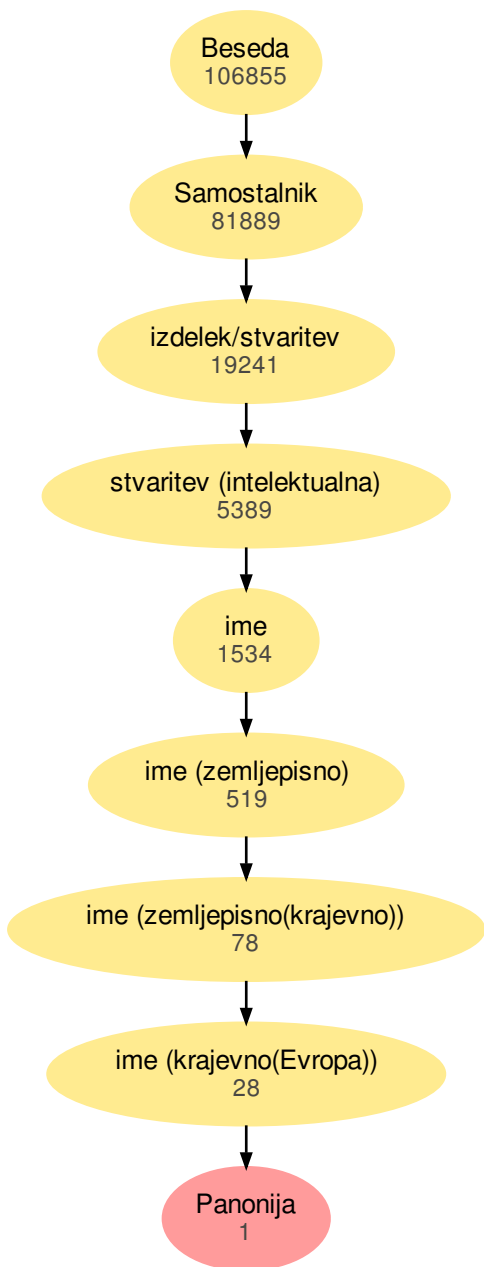 Beseda
106855
Samostalnik
81889
izdelek/stvaritev
19241
stvaritev (intelektualna)
5389
ime
1534
ime (zemljepisno)
519
ime (zemljepisno(krajevno))
78
ime (krajevno(Evropa))
28
Panonija
1